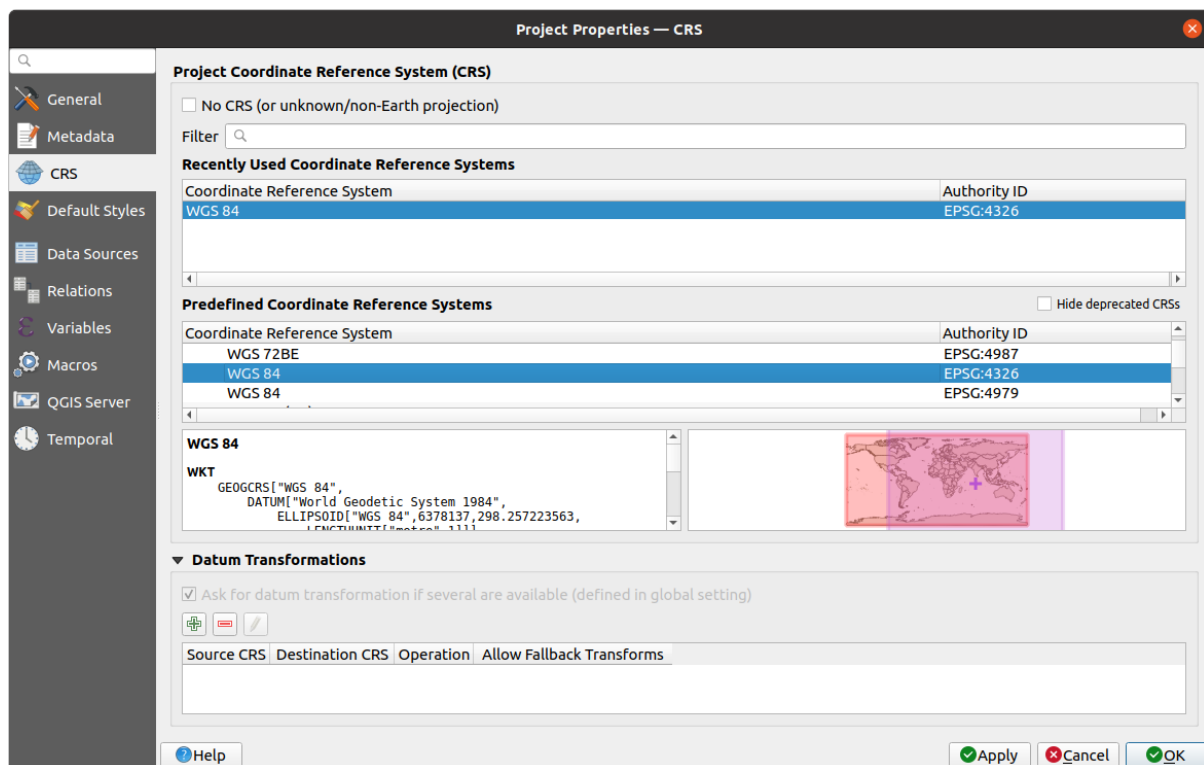 Project Properties — CRS
General
Metadata
CRS
Default Styles
Data Sources
Relations
Variables
Macros
QGIS Server
Temporal
Project Coordinate Reference System (CRS)
No CRS (or unknown/non-Earth projection)
Filter
Recently Used Coordinate Reference Systems
Coordinate Reference System Authority ID
WGS 84 EPSG:4326
Predefined Coordinate Reference Systems Hide deprecated CRSs
Coordinate Reference System Authority ID
WGS 72BE EPSG:4987
WGS 84 EPSG:4326
WGS 84 EPSG:4979
WGS 84
WKT
GEOGCRS["WGS 84",
DATUM["World Geodetic System 1984",
ELLIPSOID["WGS 84",6378137,298.257223563,
LENGTHUNIT["metre",1]]]
Datum Transformations
Ask for datum transformation if several are available (defined in global setting)
Source CRS Destination CRS Operation Allow Fallback Transforms
Help
Apply Cancel OK